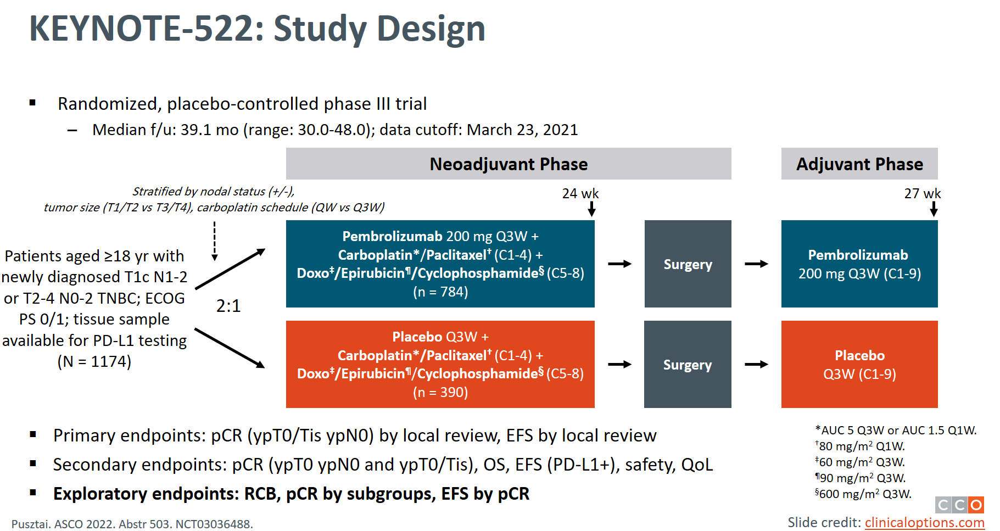 KEYNOTE-522: Study Design
▪ Randomized, placebo-controlled phase III trial
– Median f/u: 39.1 mo (range: 30.0-48.0); data cutoff: March 23, 2021
Neoadjuvant Phase
Adjuvant Phase
Stratified by nodal status (+/-),
tumor size (T1/T2 vs T3/T4), carboplatin schedule (QW vs Q3W)
24 wk
27 wk
Patients aged ≥18 yr with
newly diagnosed T1c N1-2
or T2-4 N0-2 TNBC; ECOG
PS 0/1; tissue sample
available for PD-L1 testing
(N = 1174)
2:1
Pembrolizumab 200 mg Q3W +
Carboplatin*/Paclitaxel† (C1-4) +
Doxo‡/Epirubicin¶/Cyclophosphamide§ (C5-8)
(n = 784)
Surgery
Pembrolizumab
200 mg Q3W (C1-9)
Placebo Q3W +
Carboplatin*/Paclitaxel† (C1-4) +
Doxo‡/Epirubicin¶/Cyclophosphamide§ (C5-8)
(n = 390)
Surgery
Placebo
Q3W (C1-9)
▪ Primary endpoints: pCR (ypT0/Tis ypN0) by local review, EFS by local review
▪ Secondary endpoints: pCR (ypT0 ypN0 and ypT0/Tis), OS, EFS (PD-L1+), safety, QoL
▪ Exploratory endpoints: RCB, pCR by subgroups, EFS by pCR
*AUC 5 Q3W or AUC 1.5 Q1W.
†80 mg/m² Q1W.
‡60 mg/m² Q3W.
¶90 mg/m² Q3W.
§600 mg/m² Q3W.
CCO
Pusztai. ASCO 2022. Abstr 503. NCT03036488.
Slide credit: clinicaloptions.com